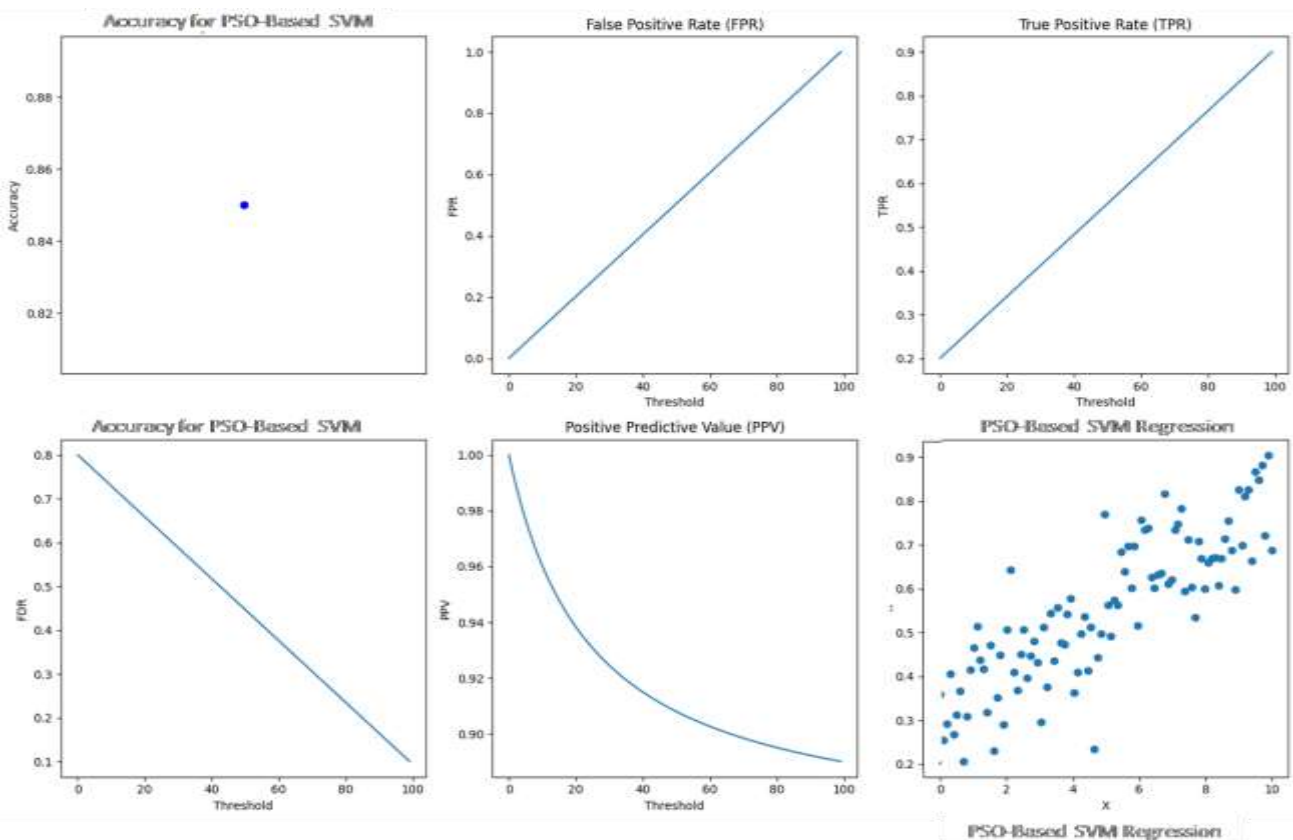 Accuracy for PSO-Based SVM
False Positive Rate (FPR)
True Positive Rate (TPR)
Accuracy
0.88
0.86
0.84
0.82
FPR
1.0
0.8
0.6
0.4
0.2
0.0
0 20 40 60 80 100
Threshold
TPR
0.9
0.8
0.7
0.6
0.5
0.4
0.3
0.2
0 20 40 60 80 100
Threshold
Accuracy for PSO-Based SVM
Positive Predictive Value (PPV)
PSO-Based SVM Regression
FDR
0.8
0.7
0.6
0.5
0.4
0.3
0.2
0.1
0 20 40 60 80 100
Threshold
PPV
1.00
0.98
0.96
0.94
0.92
0.90
0 20 40 60 80 100
Threshold
0.9
0.8
0.7
0.6
0.5
0.4
0.3
0.2
0 2 4 6 8 10
X
PSO-Based SVM Regression